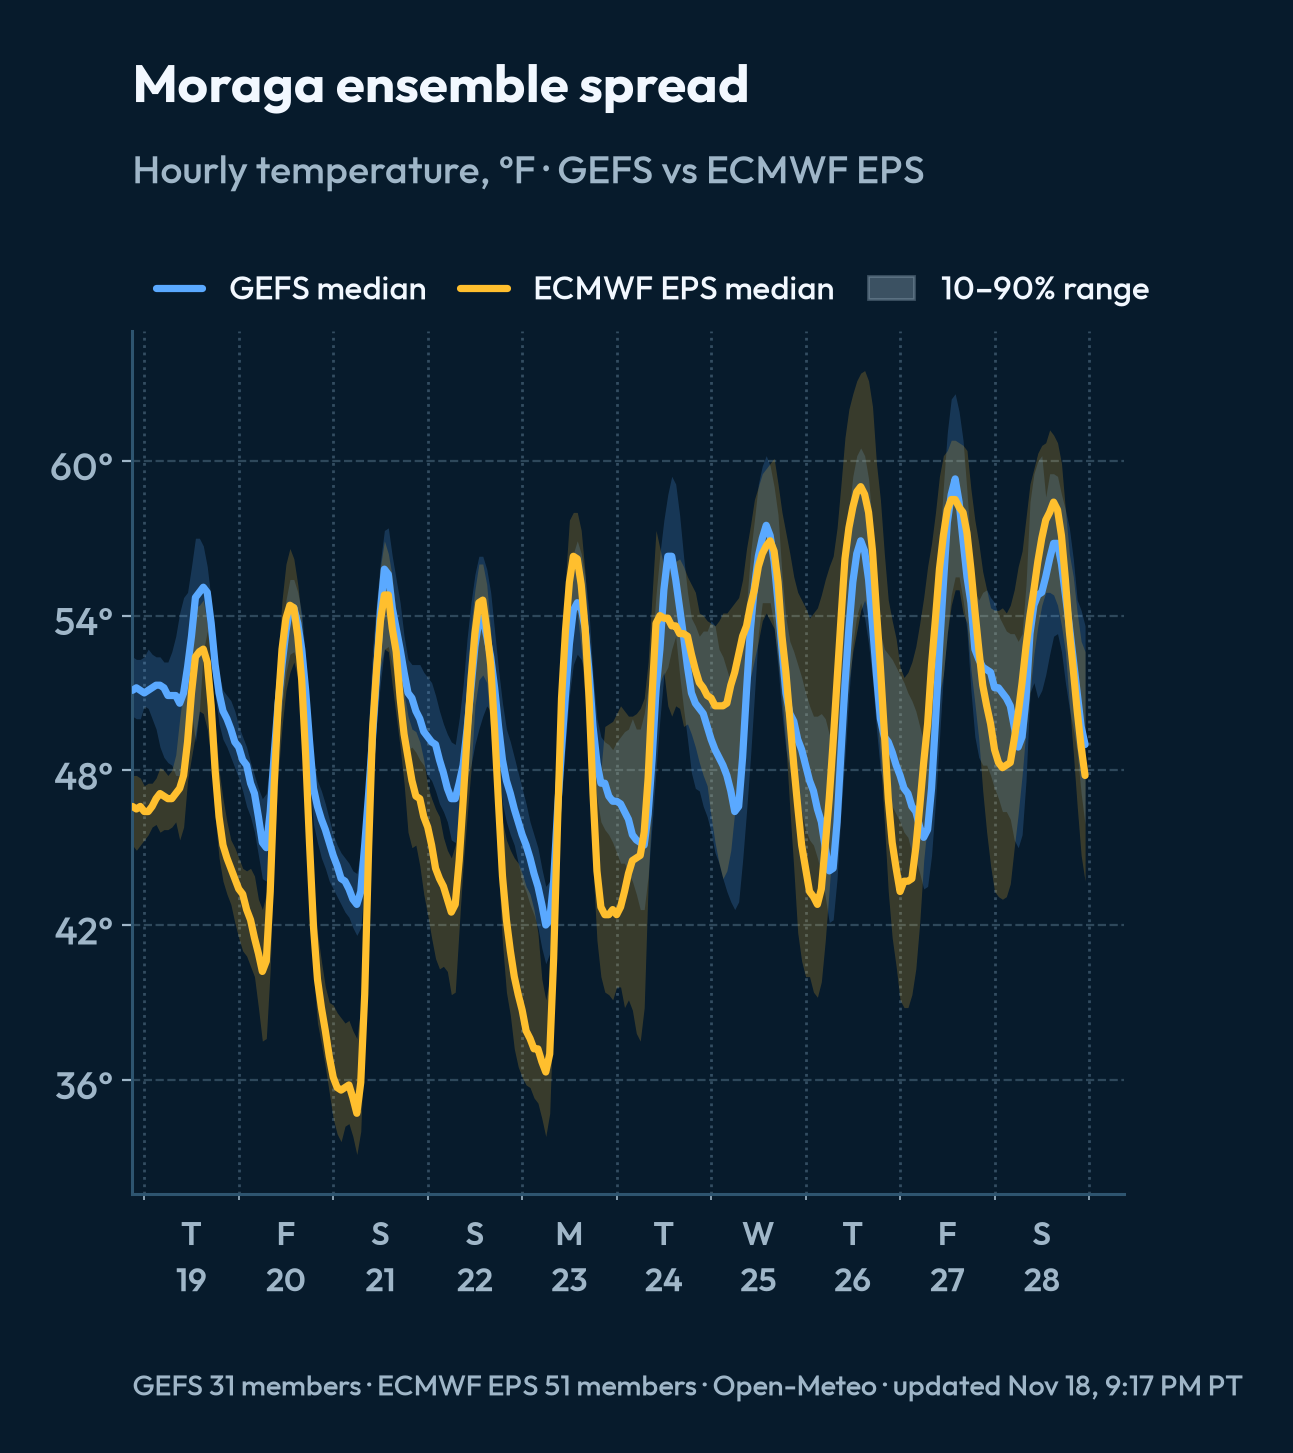 Moraga ensemble spread
Hourly temperature, °F · GEFS vs ECMWF EPS
GEFS median ECMWF EPS median 10–90% range
60°
54°
48°
42°
36°
T F S S M T W T F S
19 20 21 22 23 24 25 26 27 28
GEFS 31 members · ECMWF EPS 51 members · Open-Meteo · updated Nov 18, 9:17 PM PT